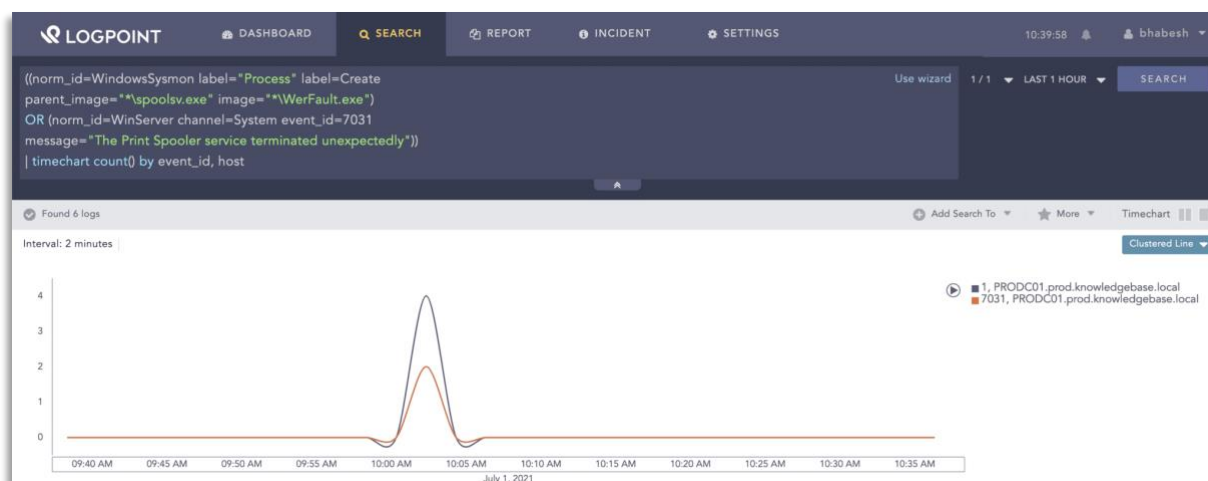 LOGPOINT DASHBOARD SEARCH REPORT INCIDENT SETTINGS 10:39:58 bhabesh
((norm_id=WindowsSysmon label="Process" label=Create Use wizard 1 / 1 LAST 1 HOUR SEARCH
parent_image="*\spoolsv.exe" image="*\WerFault.exe")
OR (norm_id=WinServer channel=System event_id=7031
message="The Print Spooler service terminated unexpectedly"))
| timechart count() by event_id, host
Found 6 logs Add Search To More Timechart
Interval: 2 minutes Clustered Line
1, PRODC01.prod.knowledgebase.local
7031, PRODC01.prod.knowledgebase.local
4
3
2
1
0
09:40 AM 09:45 AM 09:50 AM 09:55 AM 10:00 AM 10:05 AM 10:10 AM 10:15 AM 10:20 AM 10:25 AM 10:30 AM 10:35 AM
July 1, 2021